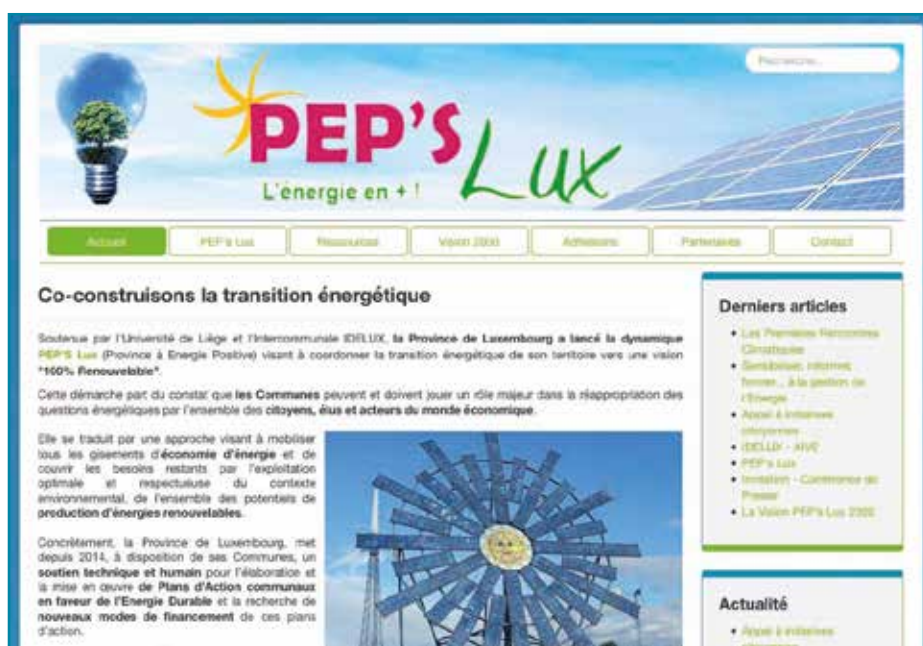 Recherche...
PEP'S Lux
L'énergie en + !
Accueil PEP's Lux Ressources Vision 2050 Adhésions Partenaires Contact
Co-construisons la transition énergétique
Soutenue par l'Université de Liège et l'Intercommunale IDELUX, la Province de Luxembourg a lancé la dynamique
PEP'S Lux (Province à Energie Positive) visant à coordonner la transition énergétique de son territoire vers une vision
"100% Renouvelable".
Cette démarche part du constat que les Communes peuvent et doivent jouer un rôle majeur dans la réappropriation des
questions énergétiques par l'ensemble des citoyens, élus et acteurs du monde économique.
Elle se traduit par une approche visant à mobiliser
tous les gisements d'économie d'énergie et de
couvrir les besoins restants par l'exploitation
optimale et respectueuse du contexte
environnemental, de l'ensemble des potentiels de
production d'énergies renouvelables.
Concrètement, la Province de Luxembourg, met
depuis 2014, à disposition de ses Communes, un
soutien technique et humain pour l'élaboration et
la mise en œuvre de Plans d'Action communaux
en faveur de l'Energie Durable et la recherche de
nouveaux modes de financement de ces plans
d'action.
Derniers articles
Les Premières Rencontres
Climatiques
Sensibiliser, informer,
former... à la gestion de
l'Energie
Appel à initiatives
citoyennes
IDELUX - AIVE
PEP's Lux
Invitation - Conférence de
Presse
La Vision PEP's Lux 2050
Actualité
Appel à initiatives